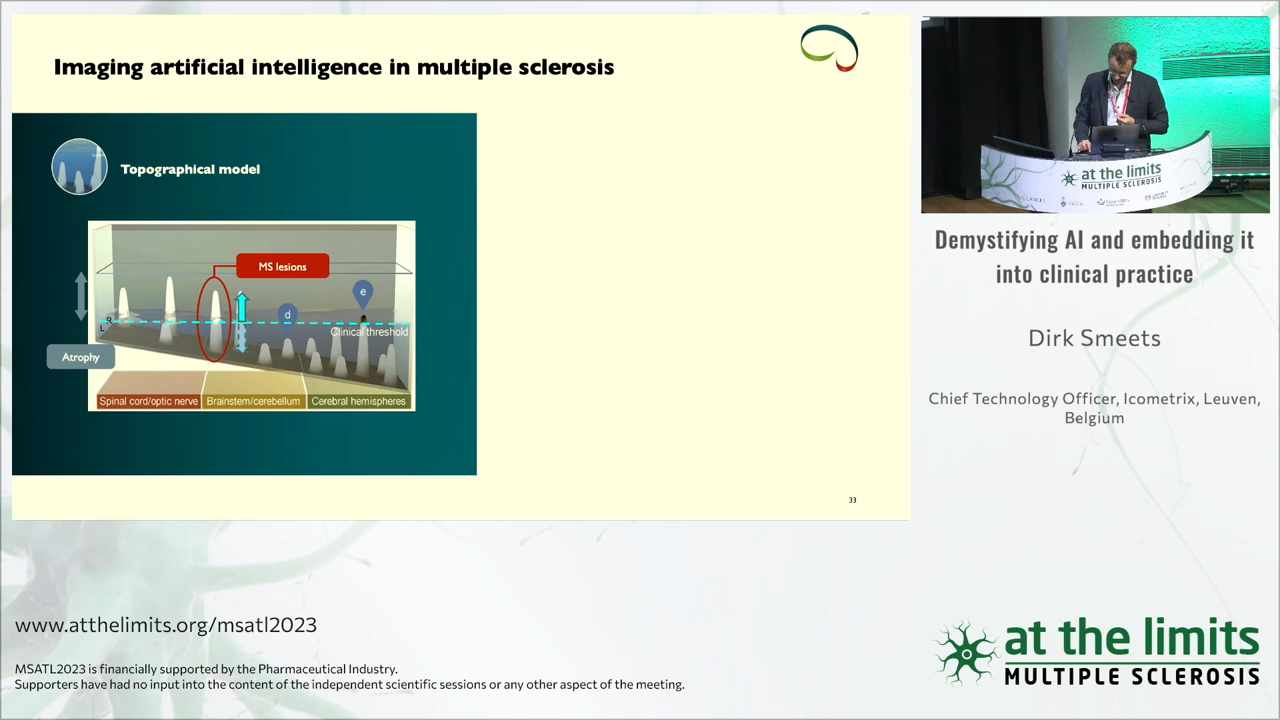 Imaging artificial intelligence in multiple sclerosis
Topographical model
MS lesions
d
e
Clinical threshold
R
L
Atrophy
Spinal cord/optic nerve
Brainstem/cerebellum
Cerebral hemispheres
33
at the limits
MULTIPLE SCLEROSIS
Demystifying AI and embedding it
into clinical practice
Dirk Smeets
Chief Technology Officer, Icometrix, Leuven,
Belgium
www.atthelimits.org/msatl2023
MSATL2023 is financially supported by the Pharmaceutical Industry.
Supporters have had no input into the content of the independent scientific sessions or any other aspect of the meeting.
at the limits
MULTIPLE SCLEROSIS